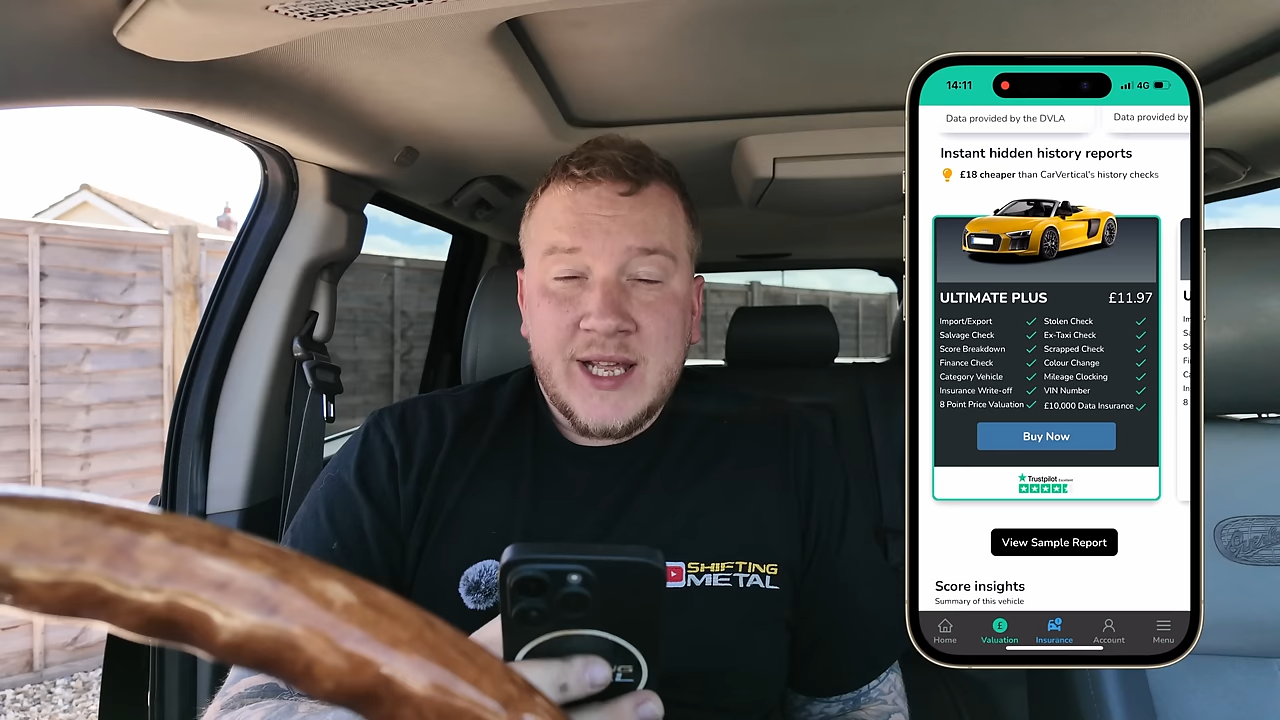 WARNING
SHIFTING
METAL
14:11
4G
Data provided by the DVLA
Data provided by
Instant hidden history reports
£18 cheaper than CarVertical's history checks
ULTIMATE PLUS £11.97
Import/Export Stolen Check
Salvage Check Ex-Taxi Check
Score Breakdown Scrapped Check
Finance Check Colour Change
Category Vehicle Mileage Clocking
Insurance Write-off VIN Number
8 Point Price Valuation £10,000 Data Insurance
Buy Now
Trustpilot
View Sample Report
Score insights
Summary of this vehicle
Home Valuation Insurance Account Menu